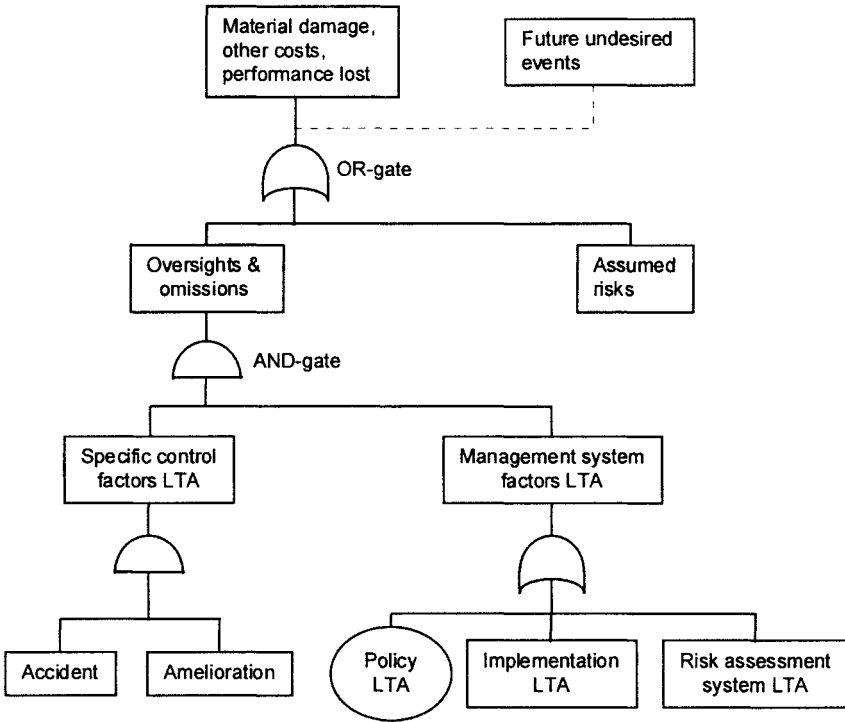 Material damage,
other costs,
performance lost
Future undesired
events
OR-gate
Oversights &
omissions
Assumed
risks
AND-gate
Specific control
factors LTA
Management system
factors LTA
Accident
Amelioration
Policy
LTA
Implementation
LTA
Risk assessment
system LTA